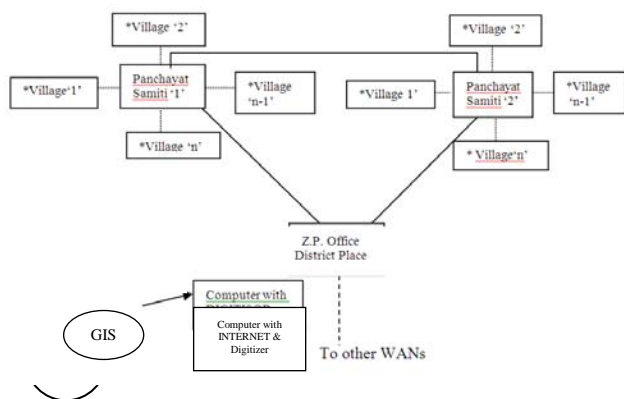 *Village '2'
*Village '2'
*Village'1'
Panchayat
Samiti '1'
*Village
'n-1'
*Village 1'
Panchayat
Samiti '2'
*Village
n-1'
*Village 'n'
* Village'n'
Z.P. Office
District Place
Computer with
GIS
Computer with
INTERNET &
Digitizer
To other WANs